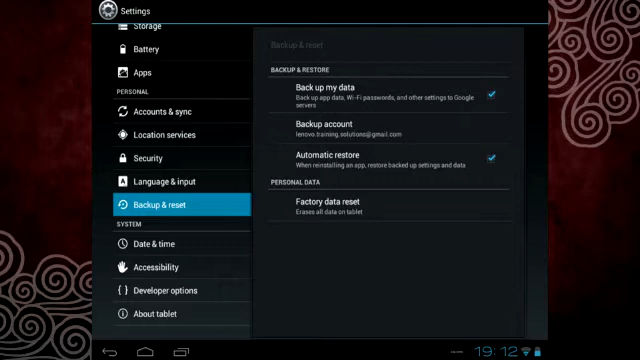 Settings
Storage
Battery
Apps
PERSONAL
Accounts & sync
Location services
Security
Language & input
Backup & reset
SYSTEM
Date & time
Accessibility
Developer options
About tablet
Backup & reset
BACKUP & RESTORE
Back up my data
Back up app data, Wi-Fi passwords, and other settings to Google
servers
Backup account
lenovo.training.solutions@gmail.com
Automatic restore
When reinstalling an app, restore backed up settings and data
PERSONAL DATA
Factory data reset
Erases all data on tablet
19:12